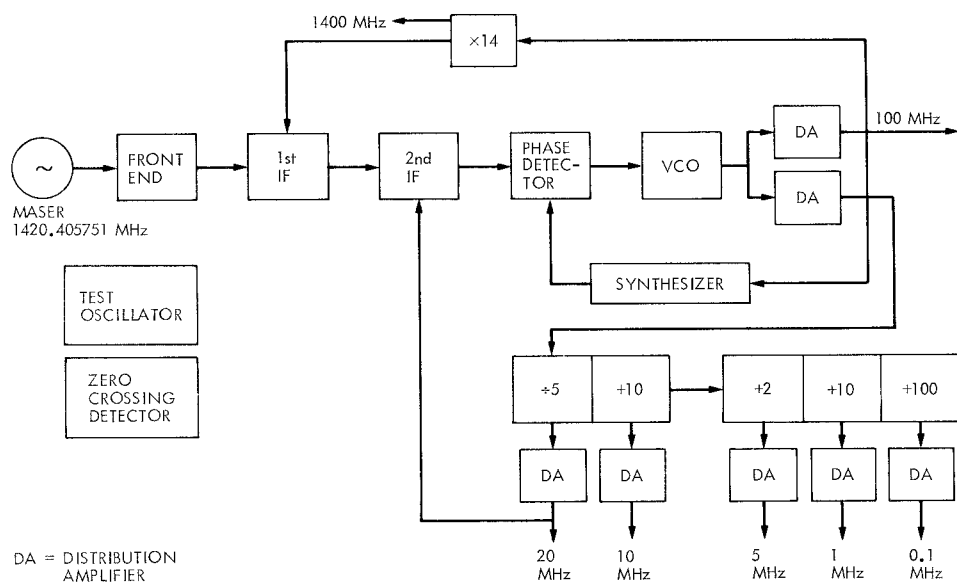 1400 MHz
×14
100 MHz
FRONT
END
1st
IF
2nd
IF
PHASE
DETEC-
TOR
VCO
DA
DA
~
MASER
1420.405751 MHz
SYNTHESIZER
TEST
OSCILLATOR
ZERO
CROSSING
DETECTOR
÷5
+10
+2
+10
+100
DA
DA
DA
DA
DA
20
MHz
10
MHz
5
MHz
1
MHz
0.1
MHz
DA = DISTRIBUTION
AMPLIFIER